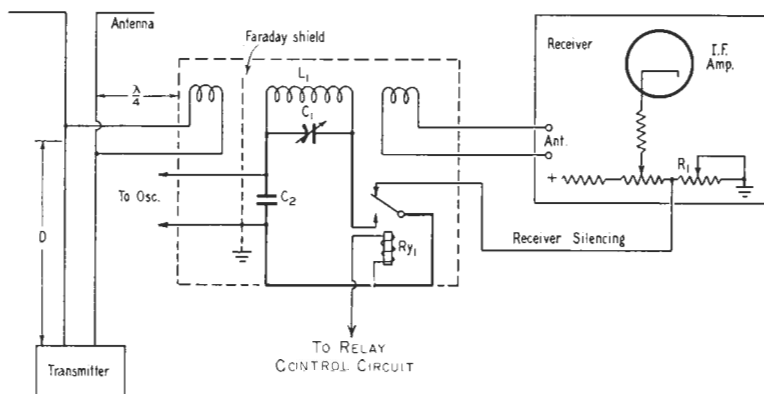 Antenna
Faraday shield
Receiver
I.F.
Amp.
λ/4
L₁
C₁
Ant.
R₁
+
To Osc.
C₂
D
Ry₁
Receiver Silencing
TO RELAY
CONTROL CIRCUIT
Transmitter